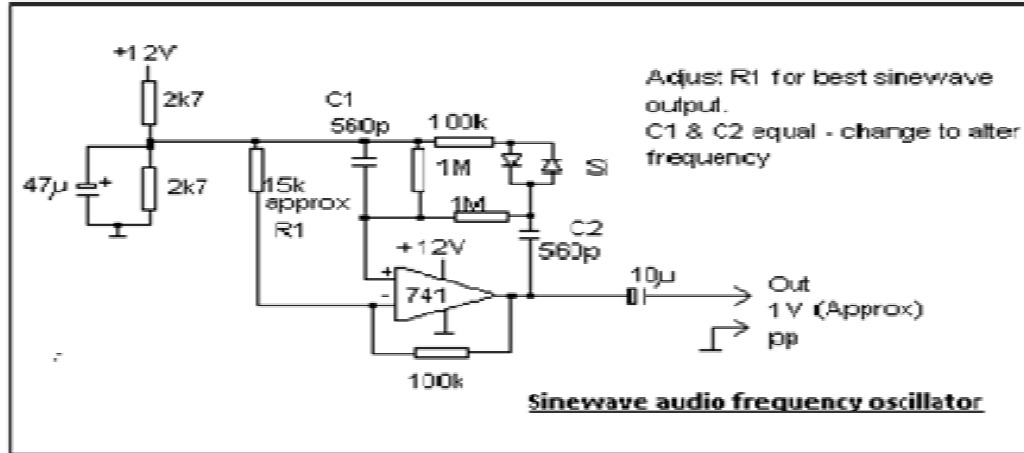 +12V
2k7
C1
560p
100k
Adjust R1 for best sinewave
output.
C1 & C2 equal - change to alter
frequency
47µ
+
2k7
15k
approx
R1
1M
Si
1M
C2
560p
+12V
+
-
741
10µ
Out
1V (Approx)
pp
100k
Sinewave audio frequency oscillator